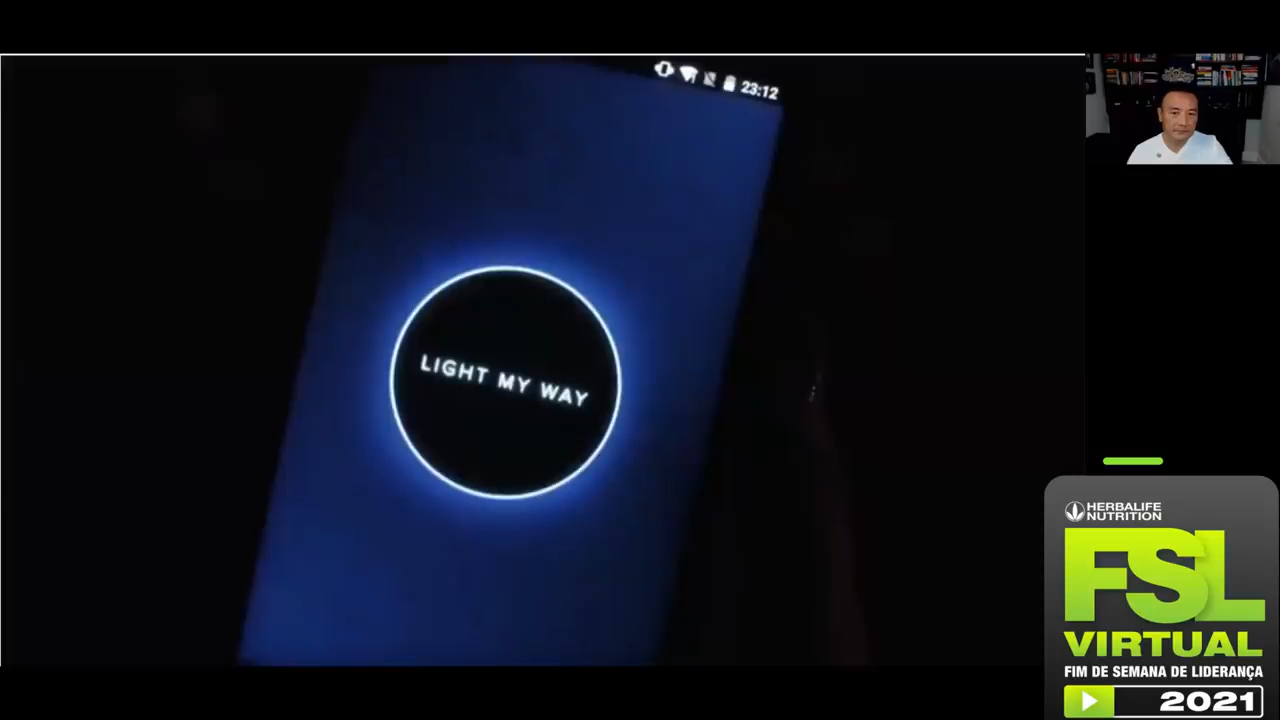 23:12
LIGHT MY WAY
HERBALIFE
NUTRITION
FSL
VIRTUAL
FIM DE SEMANA DE LIDERANÇA
2021